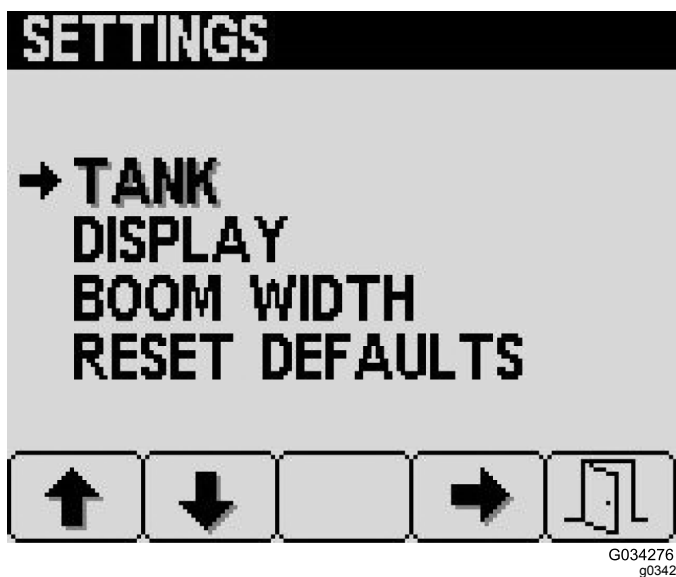 SETTINGS
TANK
DISPLAY
BOOM WIDTH
RESET DEFAULTS
G034276
g0342